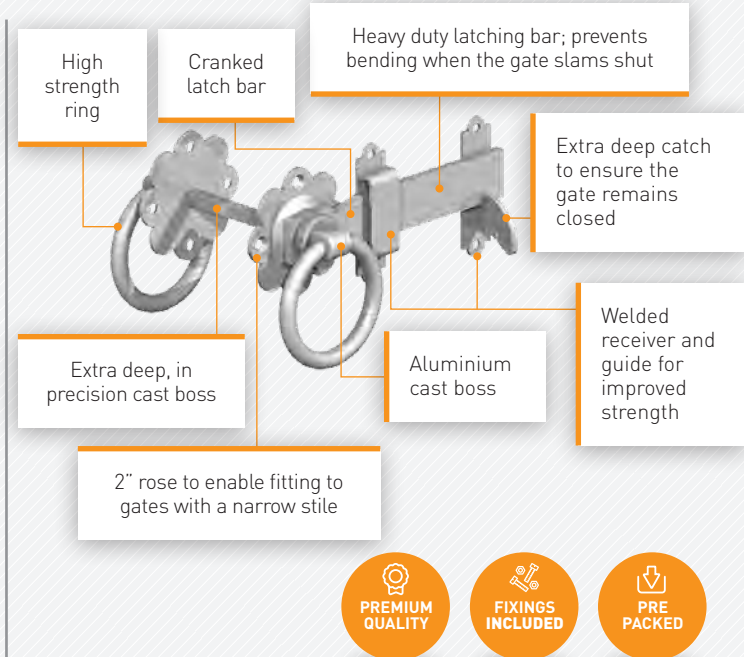 High
strength
ring
Cranked
latch bar
Heavy duty latching bar; prevents
bending when the gate slams shut
Extra deep catch
to ensure the
gate remains
closed
Extra deep, in
precision cast boss
Aluminium
cast boss
Welded
receiver and
guide for
improved
strength
2” rose to enable fitting to
gates with a narrow stile
PREMIUM
QUALITY
FIXINGS
INCLUDED
PRE
PACKED